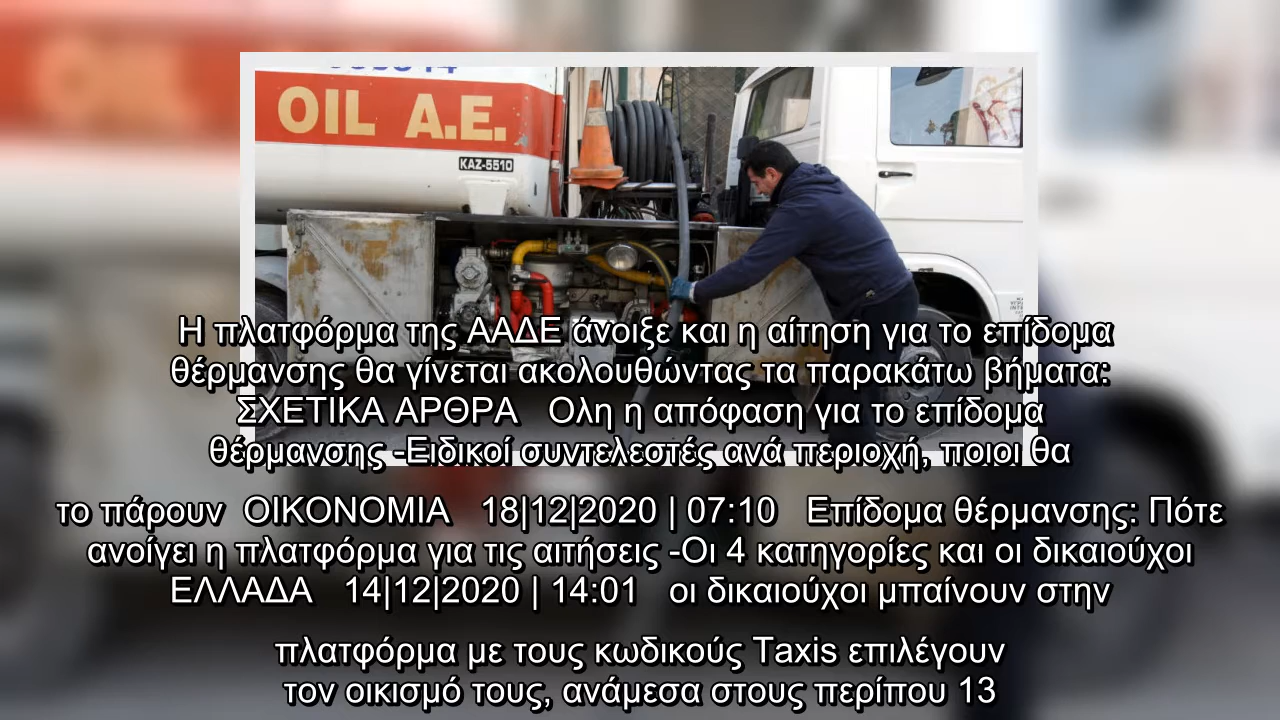 OIL A.E.
KAZ-5510
Η πλατφόρμα της ΑΑΔΕ άνοιξε και η αίτηση για το επίδομα
θέρμανσης θα γίνεται ακολουθώντας τα παρακάτω βήματα:
ΣΧΕΤΙΚΑ ΑΡΘΡΑ Ολη η απόφαση για το επίδομα
θέρμανσης -Ειδικοί συντελεστές ανά περιοχή, ποιοι θα
το πάρουν ΟΙΚΟΝΟΜΙΑ 18|12|2020 | 07:10 Επίδομα θέρμανσης: Πότε
ανοίγει η πλατφόρμα για τις αιτήσεις -Οι 4 κατηγορίες και οι δικαιούχοι
ΕΛΛΑΔΑ 14|12|2020 | 14:01 οι δικαιούχοι μπαίνουν στην
πλατφόρμα με τους κωδικούς Taxis επιλέγουν
τον οικισμό τους, ανάμεσα στους περίπου 13